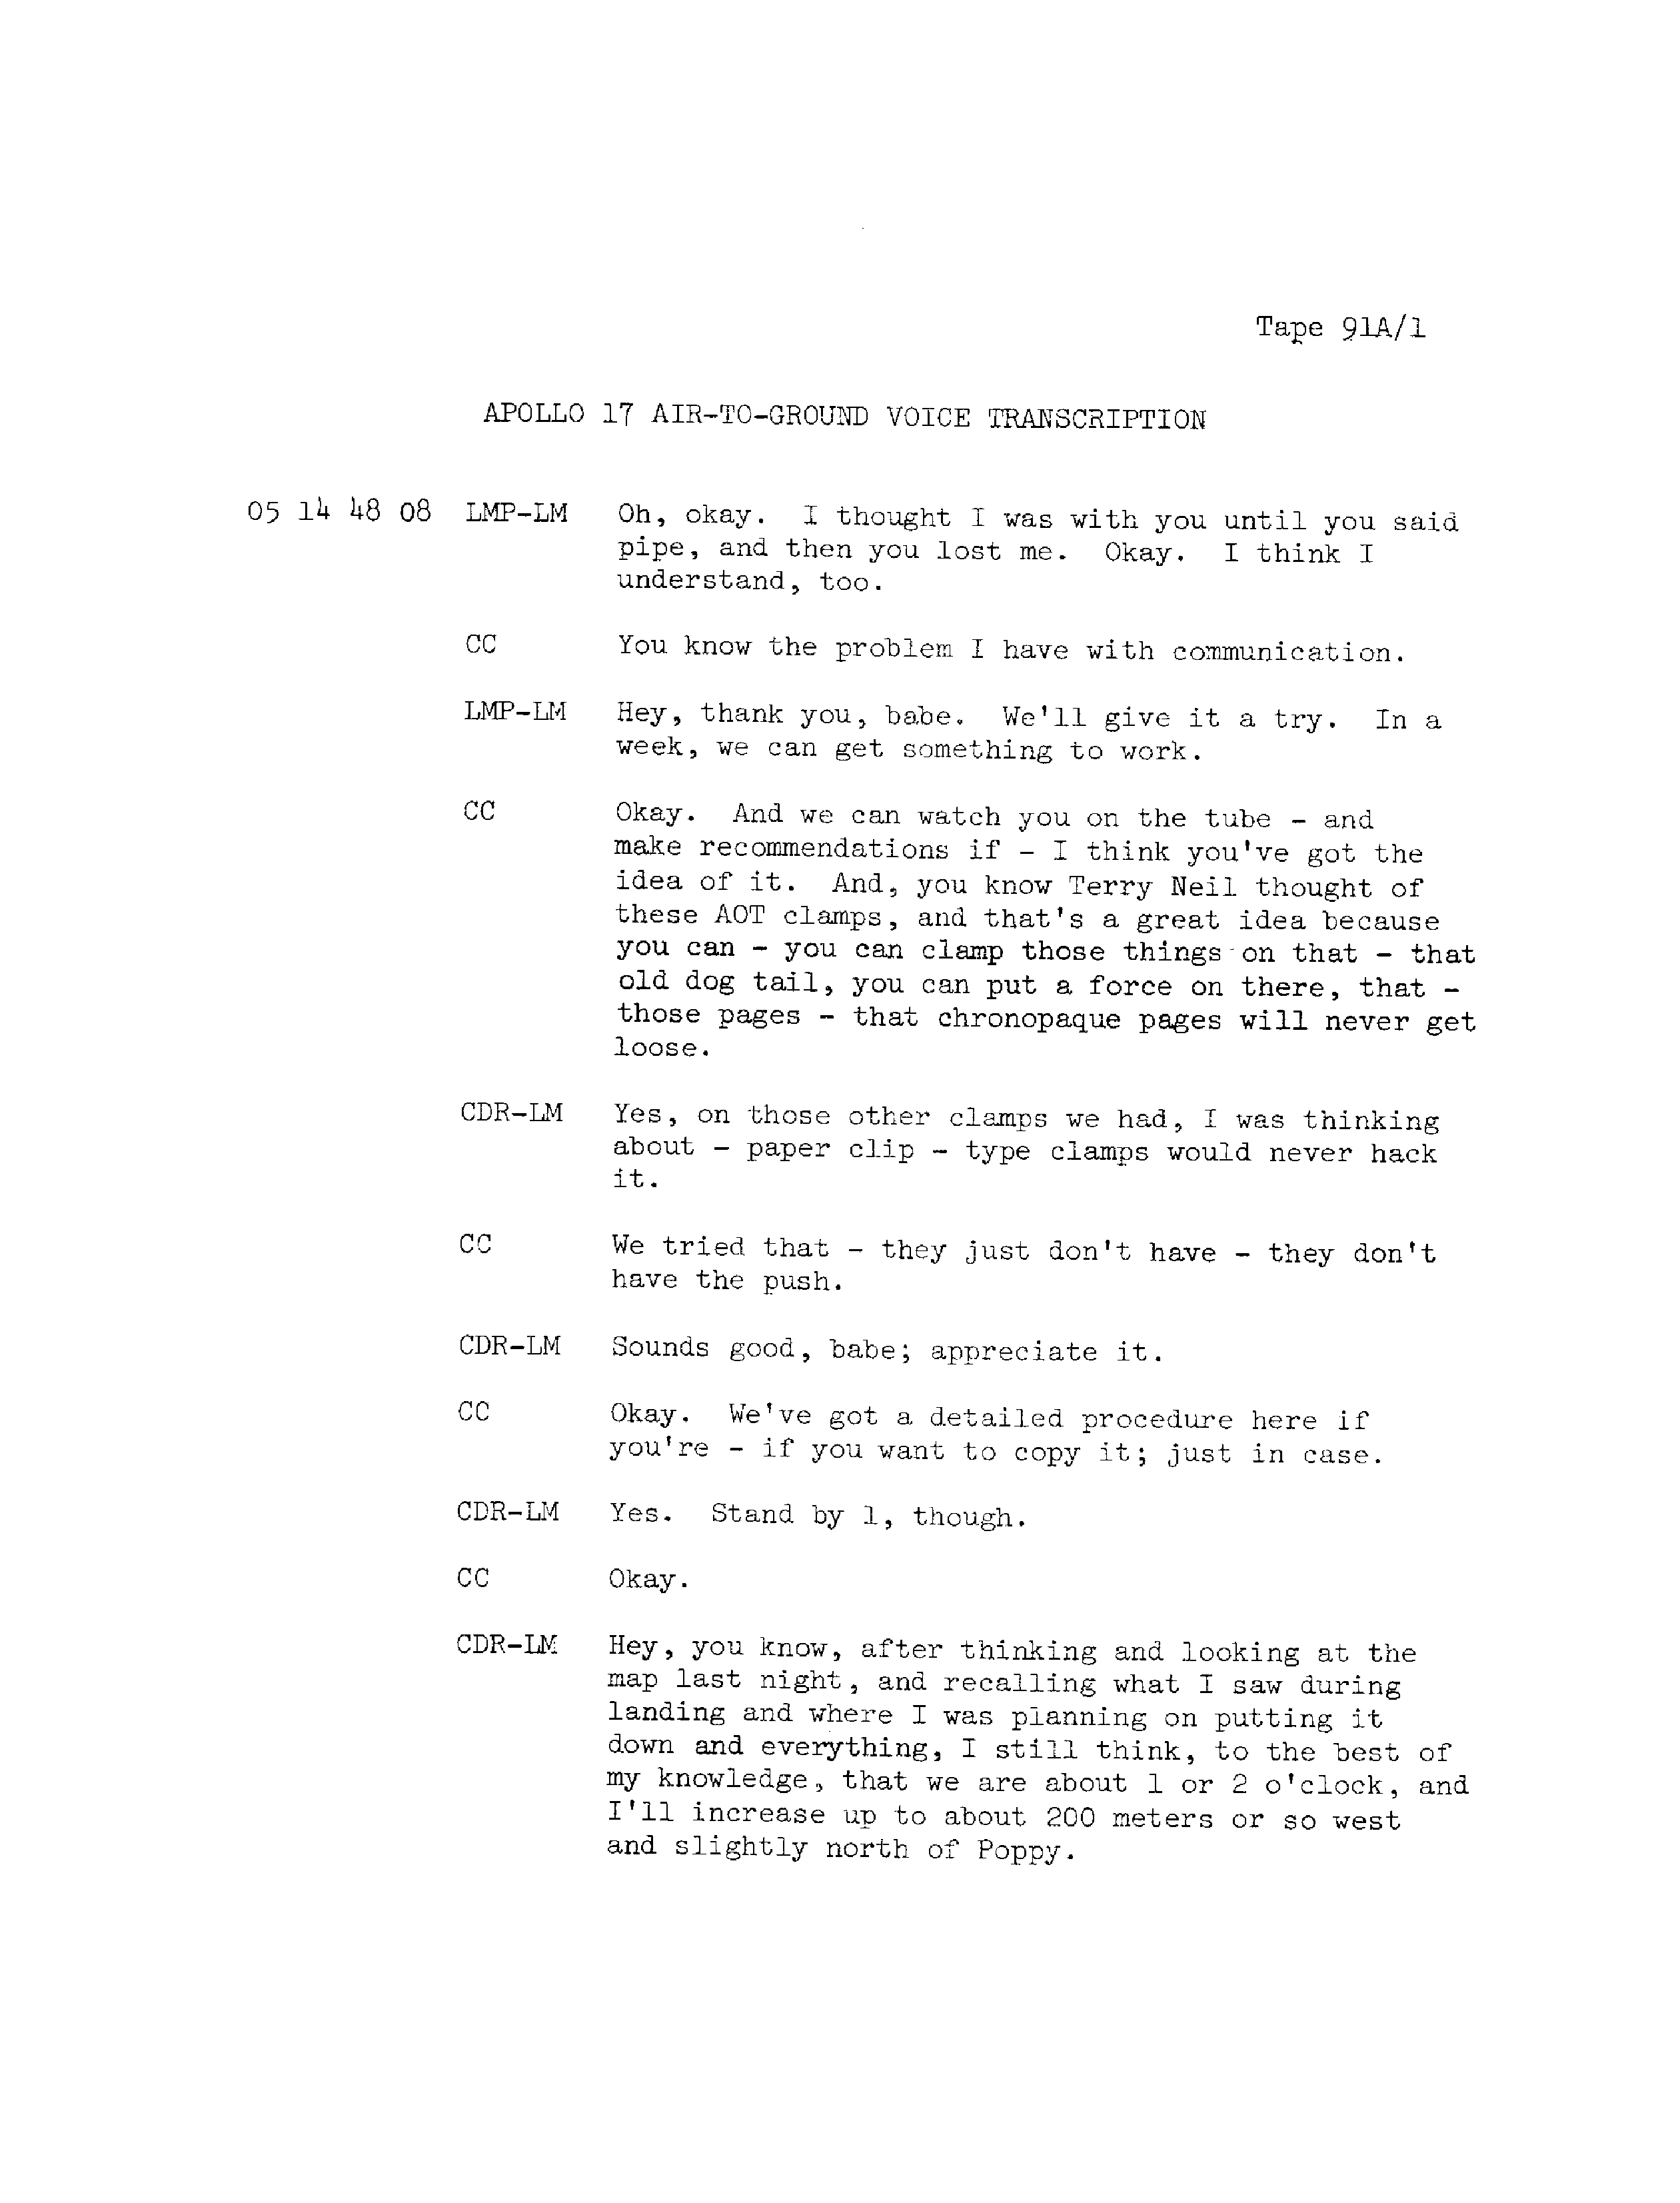 Tape 91A/1
APOLLO 17 AIR-TO-GROUND VOICE TRANSCRIPTION
05 14 48 08 LMP-LM Oh, okay. I thought I was with you until you said
pipe, and then you lost me. Okay. I think I
understand, too.
CC You know the problem I have with communication.
LMP-LM Hey, thank you, babe. We'll give it a try. In a
week, we can get something to work.
CC Okay. And we can watch you on the tube - and
make recommendations if - I think you've got the
idea of it. And, you know Terry Neil thought of
these AOT clamps, and that's a great idea because
you can - you can clamp those things on that - that
old dog tail, you can put a force on there, that -
those pages - that chronopaque pages will never get
loose.
CDR-LM Yes, on those other clamps we had, I was thinking
about - paper clip - type clamps would never hack
it.
CC We tried that - they just don't have - they don't
have the push.
CDR-LM Sounds good, babe; appreciate it.
CC Okay. We've got a detailed procedure here if
you're - if you want to copy it; just in case.
CDR-LM Yes. Stand by 1, though.
CC Okay.
CDR-LM Hey, you know, after thinking and looking at the
map last night, and recalling what I saw during
landing and where I was planning on putting it
down and everything, I still think, to the best of
my knowledge, that we are about 1 or 2 o'clock, and
I'll increase up to about 200 meters or so west
and slightly north of Poppy.